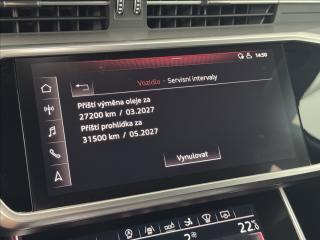 14:50
Vozidlo · Servisní intervaly
Příští výměna oleje za
27200 km / 03.2027
Příští prohlídka za
31500 km / 05.2027
Vynulovat
22.5